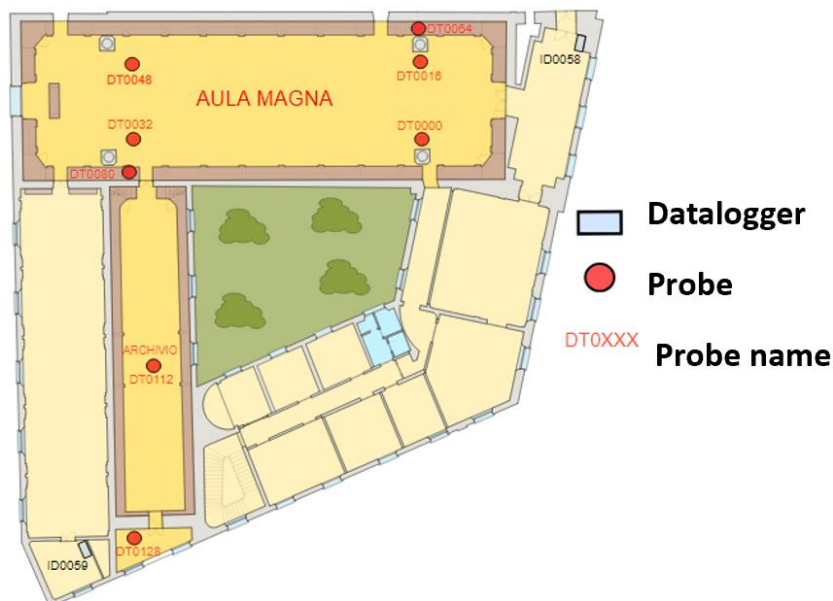 DT0064
ID0058
DT0048
DT0016
AULA MAGNA
DT0032
DT0000
DT0080
Datalogger
Probe
DT0XXX Probe name
ARCHIVIO
DT0112
DT0128
ID0059